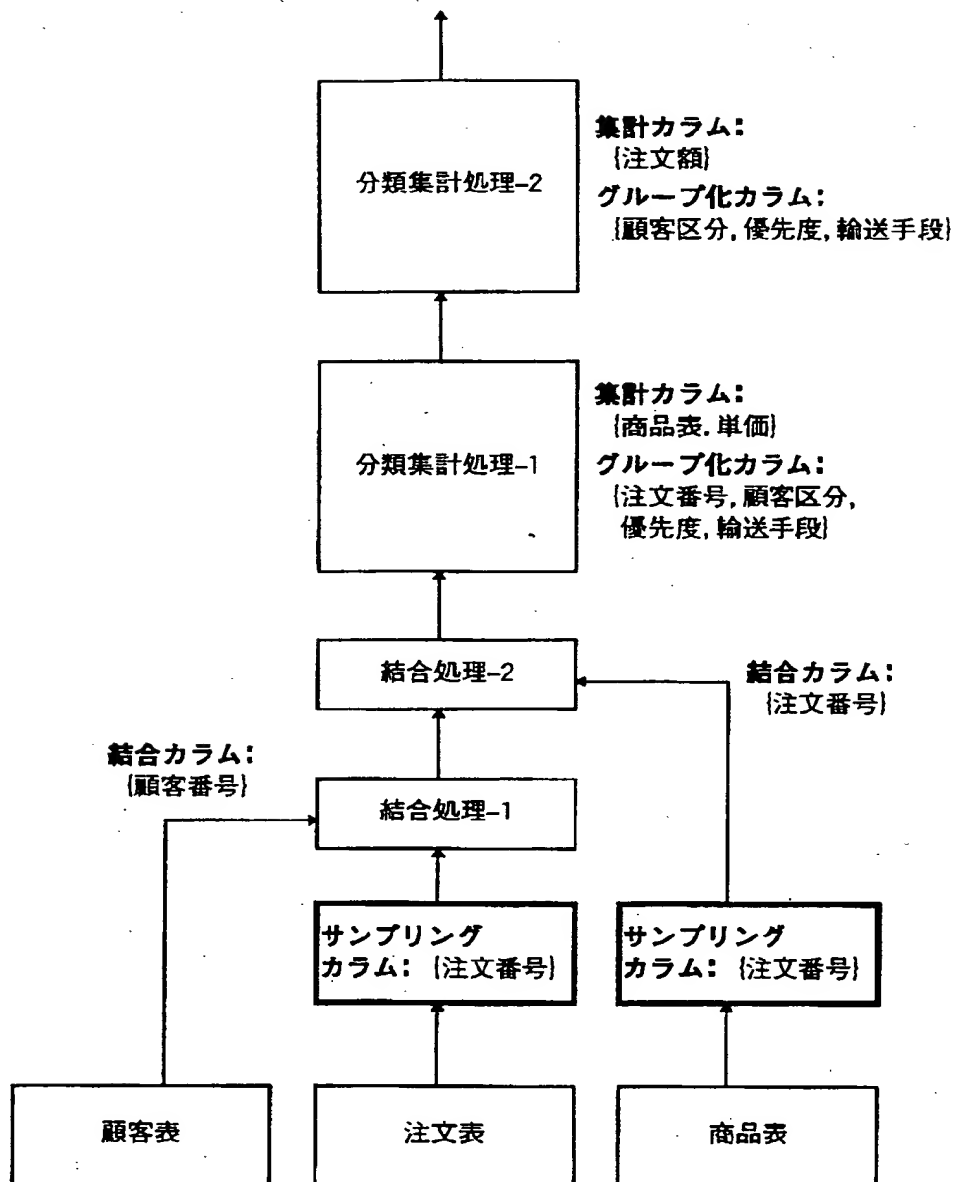 分類集計処理-2
集計カラム:
{注文額}
グループ化カラム:
{顧客区分, 優先度, 輸送手段}
分類集計処理-1
集計カラム:
{商品表. 単価}
グループ化カラム:
{注文番号, 顧客区分,
優先度, 輸送手段}
結合処理-2
結合カラム:
{注文番号}
結合カラム:
{顧客番号}
結合処理-1
サンプリング
カラム: {注文番号}
サンプリング
カラム: {注文番号}
顧客表
注文表
商品表